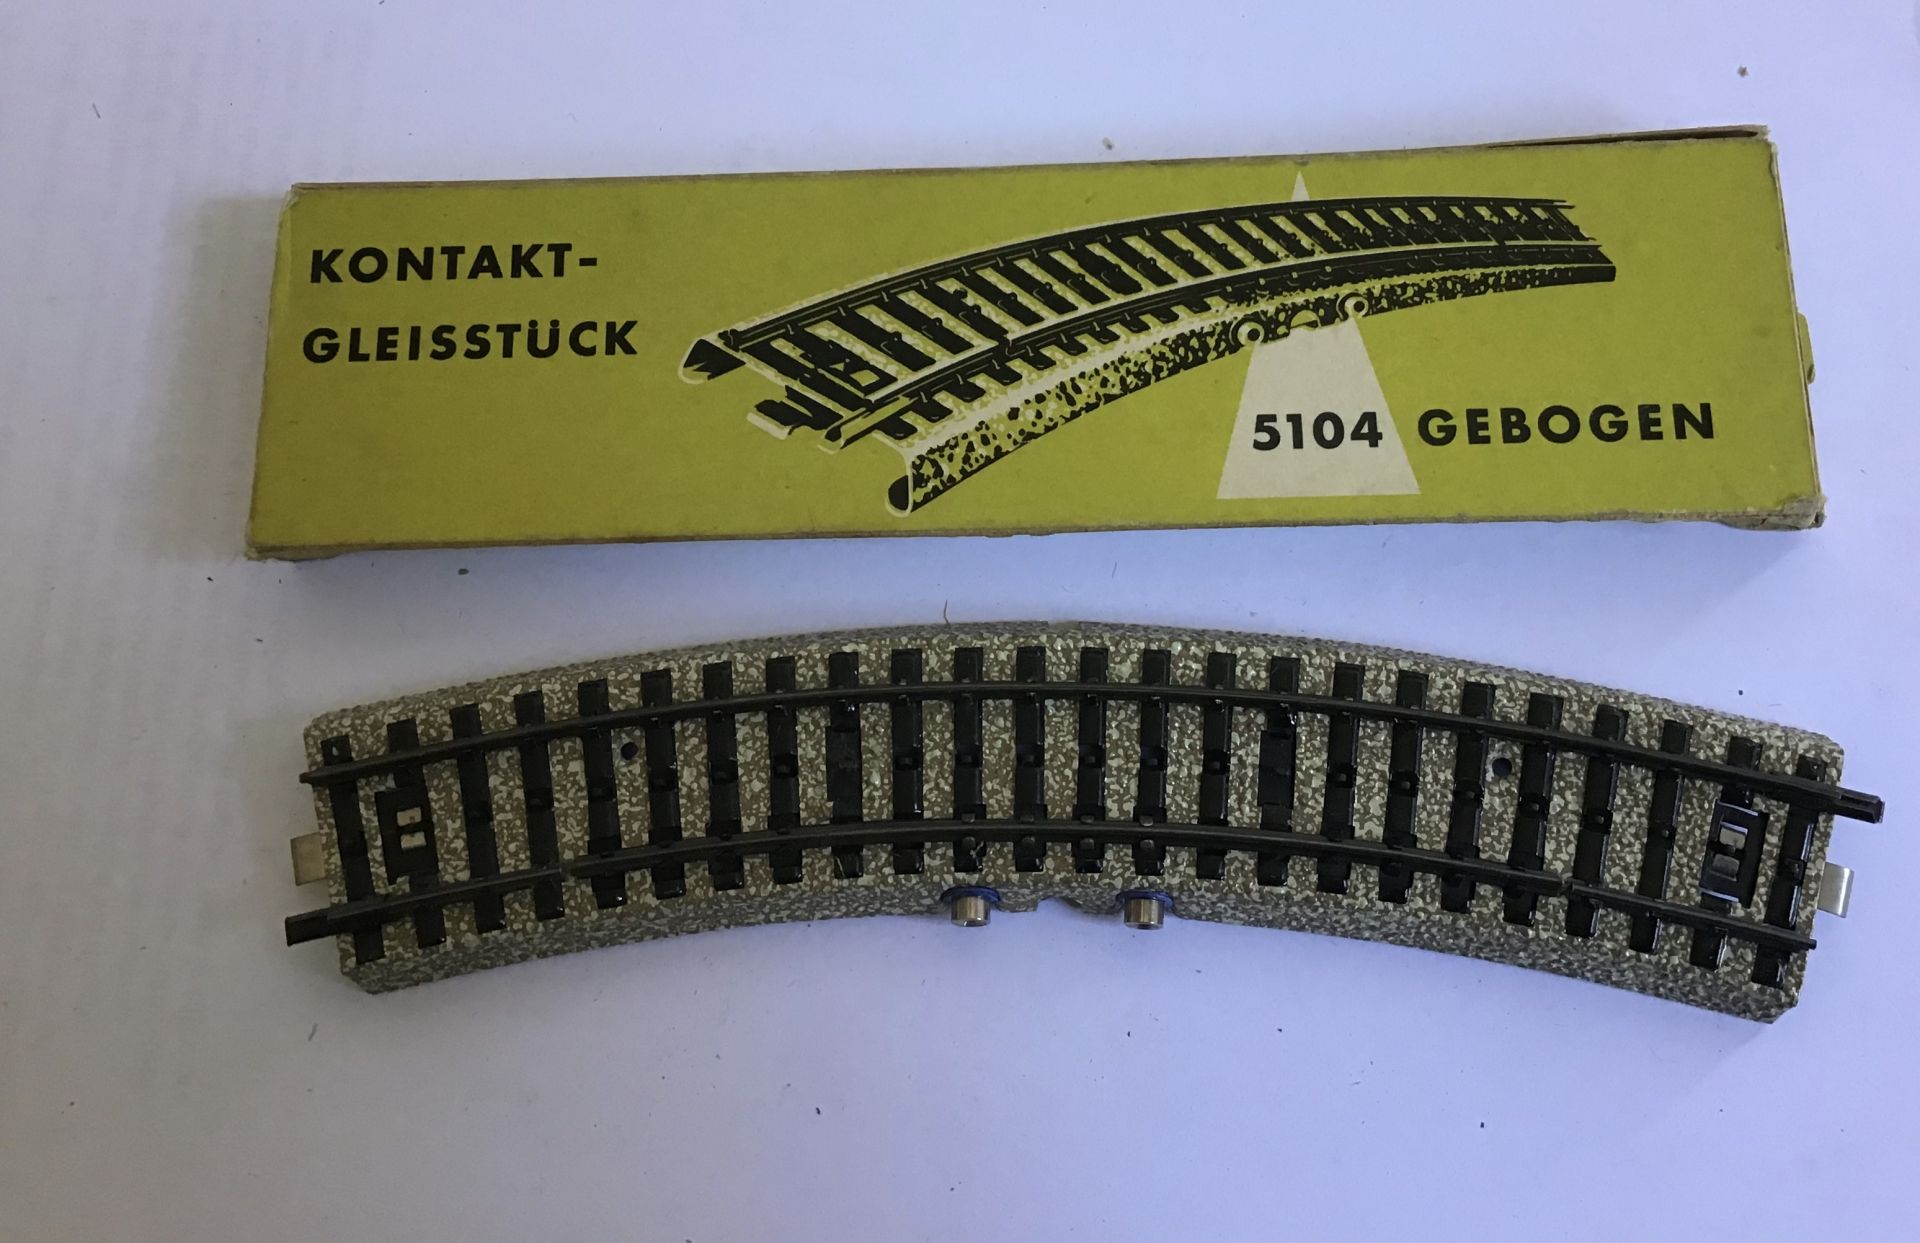 KONTAKT-
GLEISSTÜCK
5104 GEBOGEN